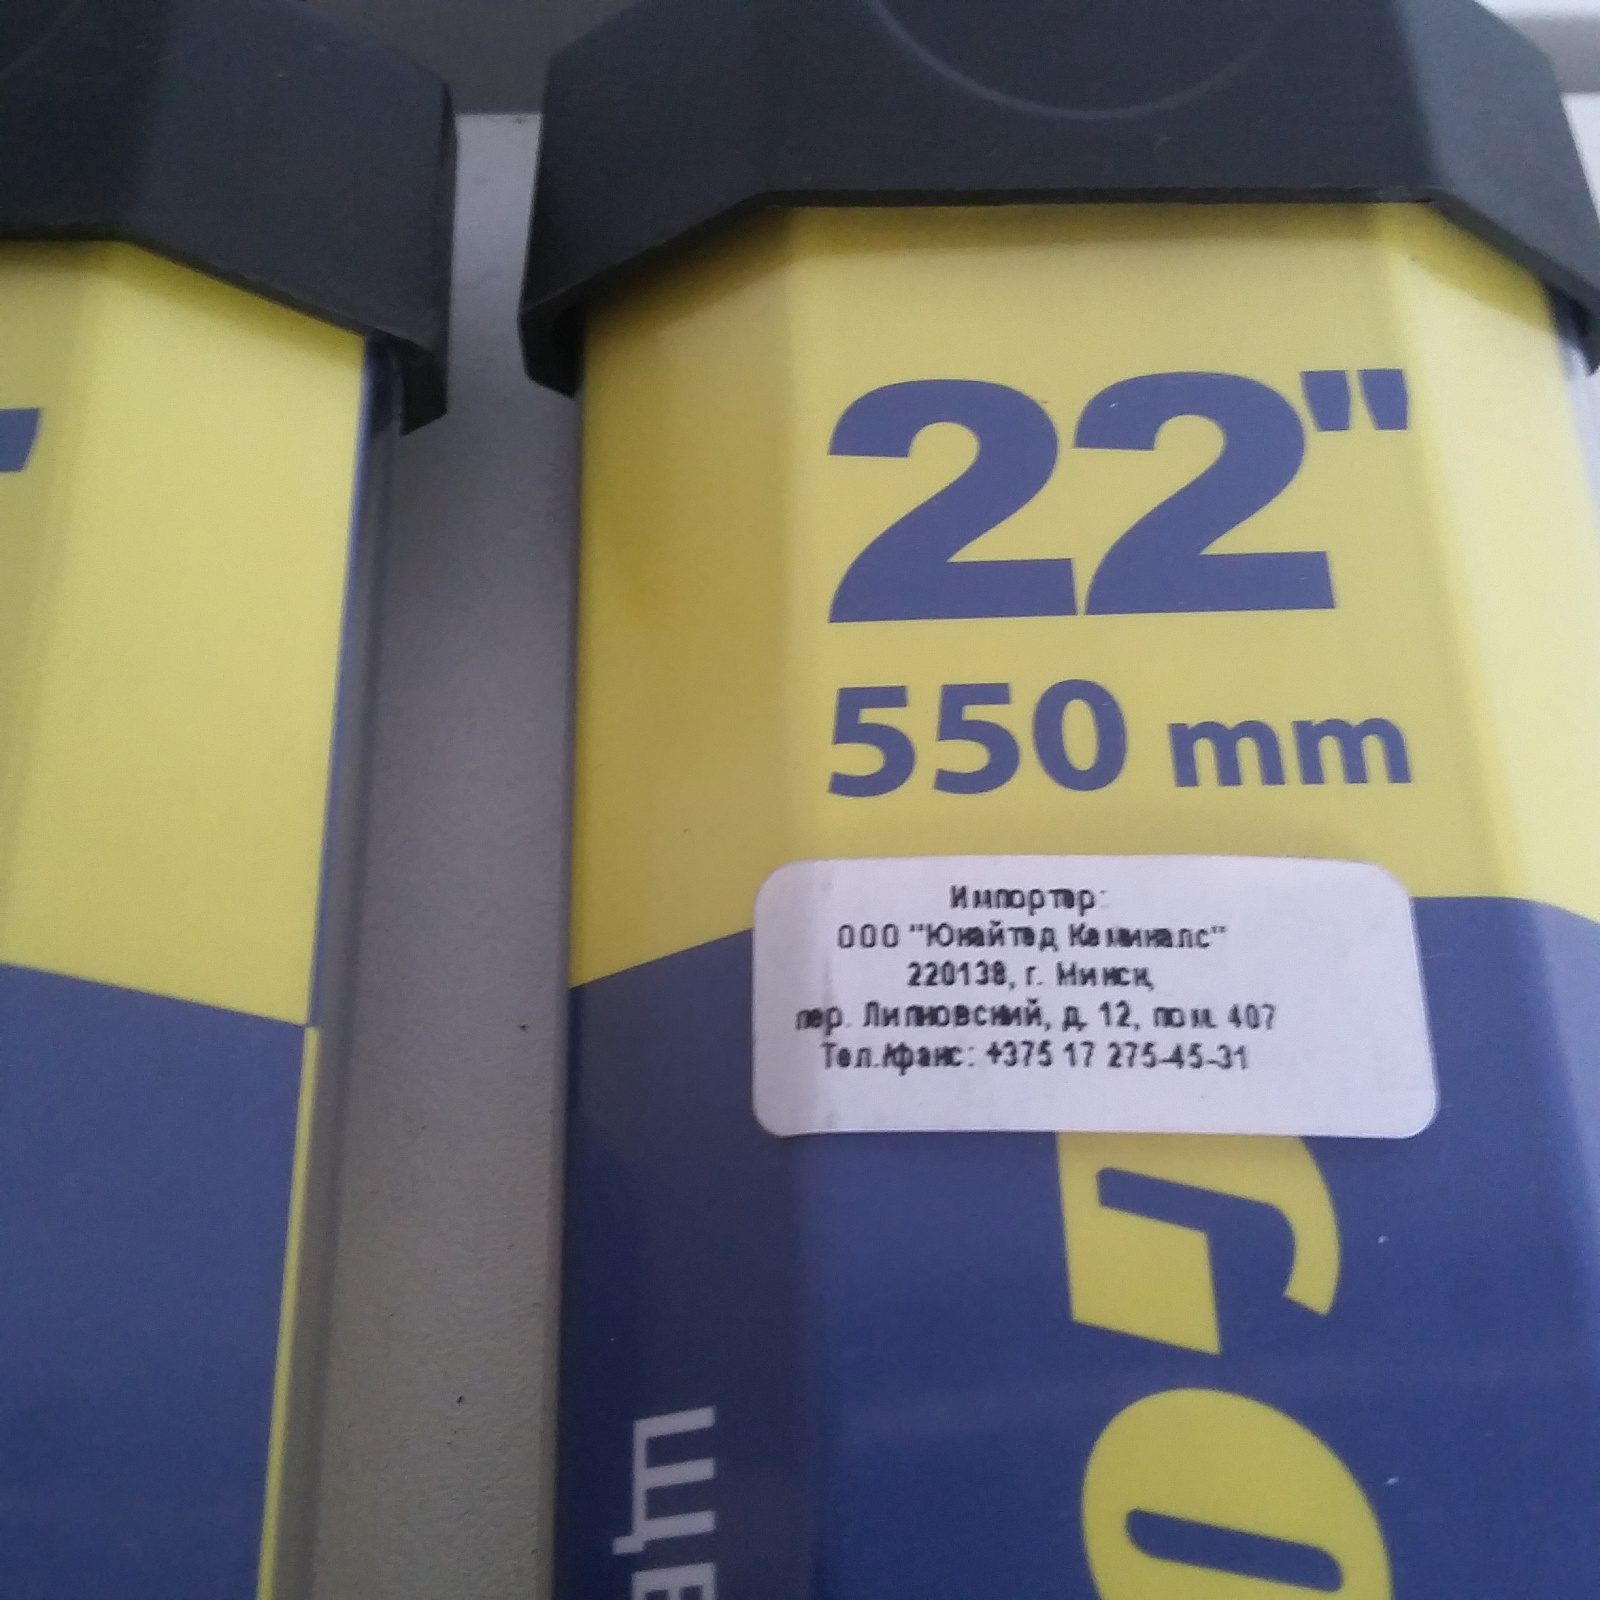 22"
550 mm
Импортер:
ООО "Юнайтед Кемикалс"
220138, г. Минск,
пер. Липковский, д. 12, пом. 407
Тел./факс: +375 17 275-45-31